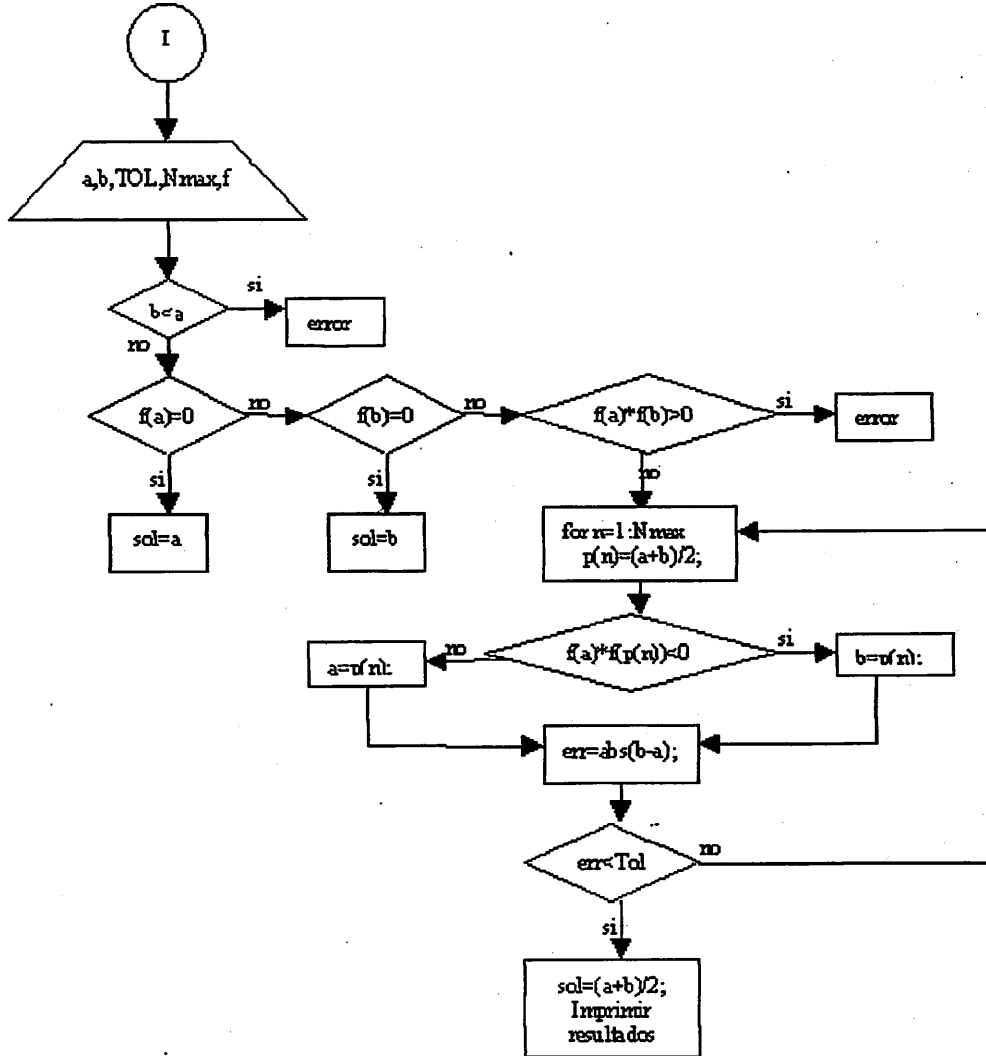 I
a,b,TOL,Nmax,f
b<a
si
error
no
f(a)=0
no
f(b)=0
no
f(a)*f(b)>0
si
error
si
si
no
sol=a
sol=b
for n=1:Nmax
p(n)=(a+b)/2;
no
f(a)*f(p(n))<0
si
a=p(n);
b=p(n);
err=abs(b-a);
err<Tol
no
si
sol=(a+b)/2;
Imprimir
resultados